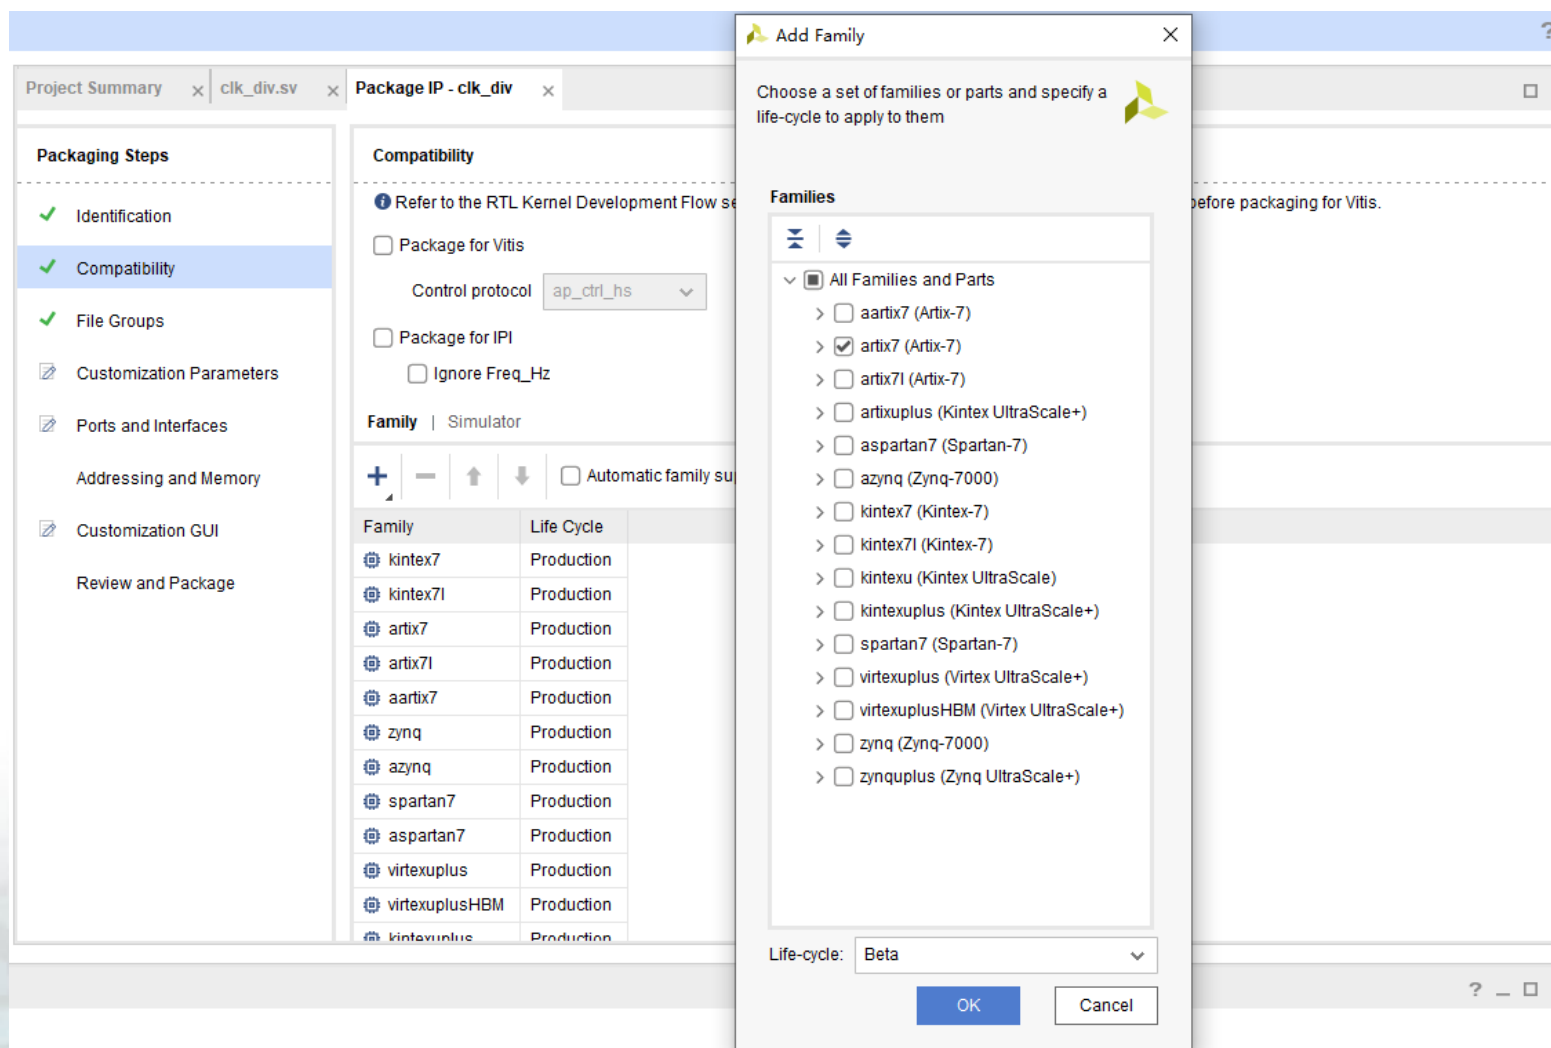 Add Family
Project Summary
clk_div.sv
Package IP - clk_div
Choose a set of families or parts and specify a
life-cycle to apply to them
Packaging Steps
Identification
Compatibility
File Groups
Customization Parameters
Ports and Interfaces
Addressing and Memory
Customization GUI
Review and Package
Compatibility
Refer to the RTL Kernel Development Flow se
before packaging for Vitis.
Package for Vitis
Control protocol ap_ctrl_hs
Package for IPI
Ignore Freq_Hz
Family | Simulator
Automatic family su
Family Life Cycle
kintex7 Production
kintex7l Production
artix7 Production
artix7l Production
aartix7 Production
zynq Production
azynq Production
spartan7 Production
aspartan7 Production
virtexuplus Production
virtexuplusHBM Production
kintexuplus Production
Families
All Families and Parts
aartix7 (Artix-7)
artix7 (Artix-7)
artix7l (Artix-7)
artixuplus (Kintex UltraScale+)
aspartan7 (Spartan-7)
azynq (Zynq-7000)
kintex7 (Kintex-7)
kintex7l (Kintex-7)
kintexu (Kintex UltraScale)
kintexuplus (Kintex UltraScale+)
spartan7 (Spartan-7)
virtexuplus (Virtex UltraScale+)
virtexuplusHBM (Virtex UltraScale+)
zynq (Zynq-7000)
zynquplus (Zynq UltraScale+)
Life-cycle: Beta
OK Cancel